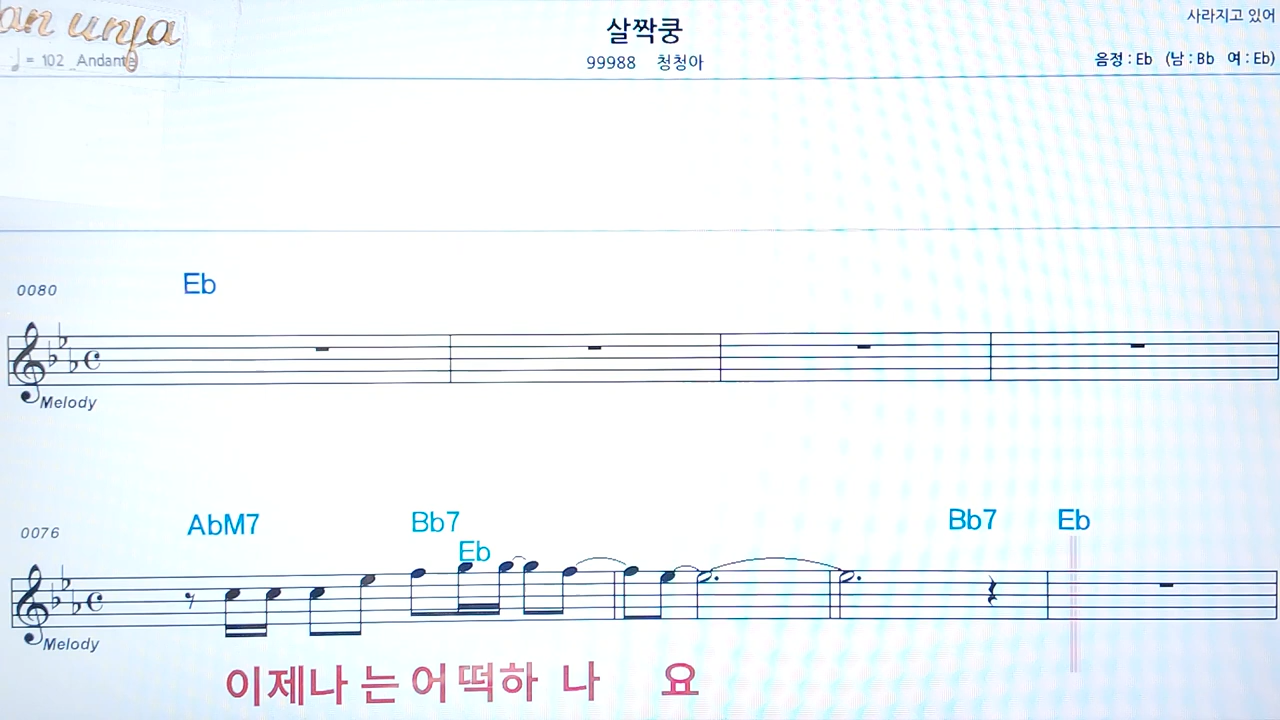 an unfa
♩ = 102 Andante
살짝쿵
99988 청청아
사라지고 있어
음정 : Eb (남 : Bb 여 : Eb)
0080
Eb
Melody
0076
AbM7 Bb7 Eb Bb7 Eb
Melody
이제나 는 어 떡하 나 요